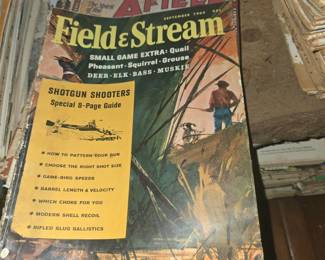 AFIELD
SEPTEMBER
Field & Stream
SMALL GAME EXTRA: Quail
Pheasant • Squirrel • Grouse
DEER • ELK • BASS • MUSKIE
SHOTGUN SHOOTERS
Special 8-Page Guide
• HOW TO PATTERN YOUR GUN
• CHOOSE THE RIGHT SHOT SIZE
• GAME-BIRD SPEEDS
• BARREL LENGTH & VELOCITY
• WHICH CHOKE FOR YOU
• MODERN SHELL RECOIL
• RIFLED SLUG BALLISTICS